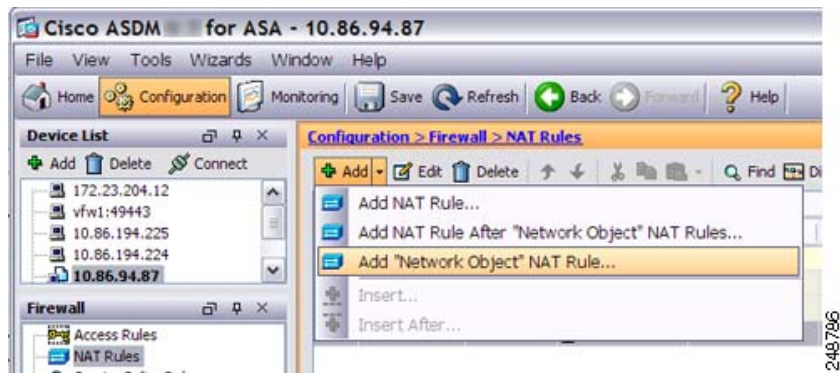 Cisco ASDM for ASA - 10.86.94.87
File View Tools Wizards Window Help
Home Configuration Monitoring Save Refresh Back Forward Help
Device List
Add Delete Connect
172.23.204.12
vfw1:49443
10.86.194.225
10.86.194.224
10.86.94.87
Firewall
Access Rules
NAT Rules
Configuration > Firewall > NAT Rules
Add Edit Delete Find Di
Add NAT Rule...
Add NAT Rule After "Network Object" NAT Rules...
Add "Network Object" NAT Rule...
Insert...
Insert After...
248786